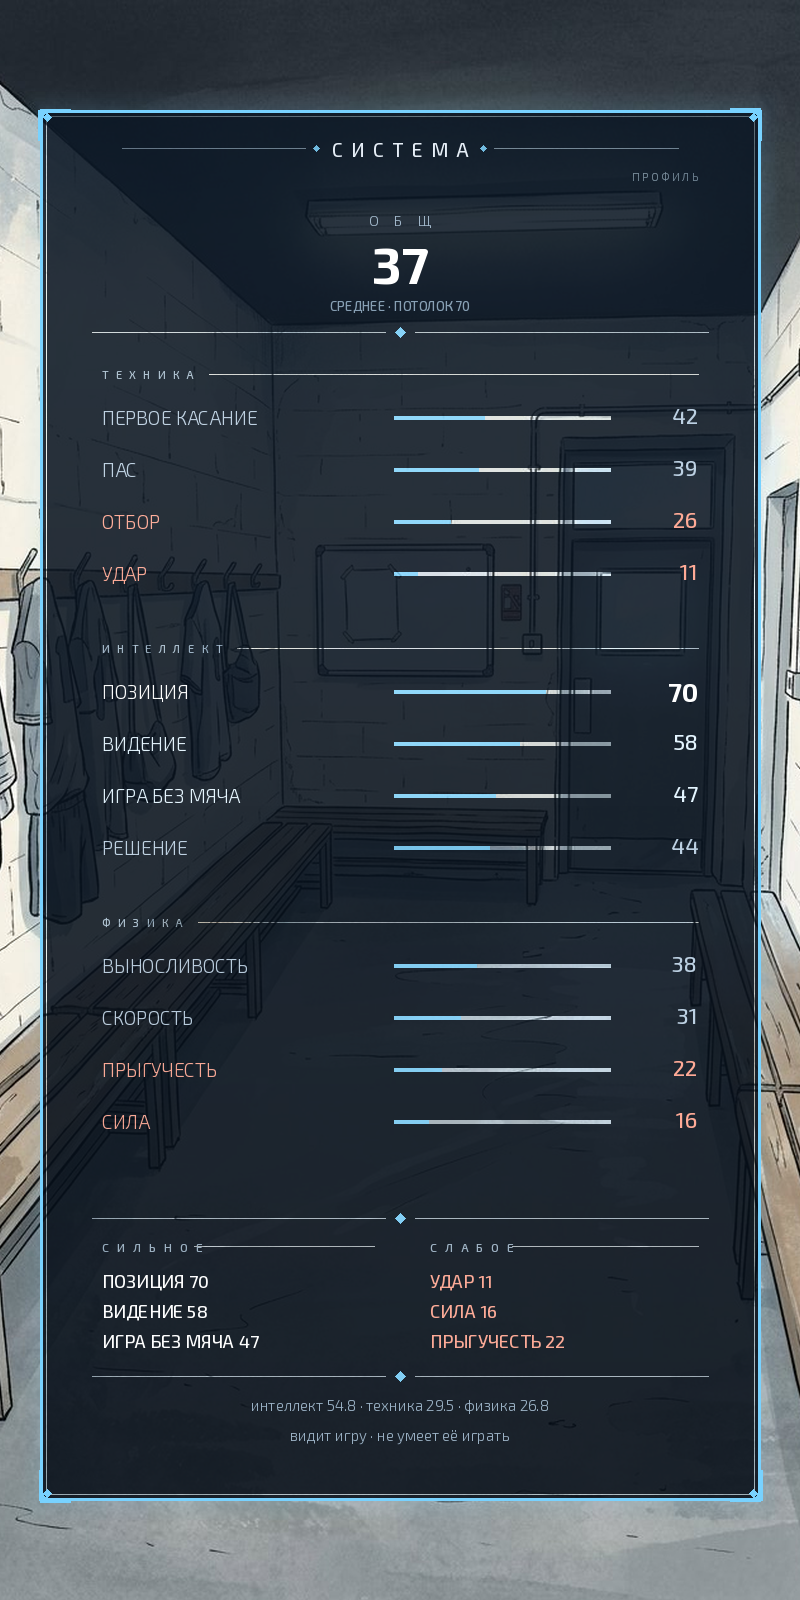 СИСТЕМА
ПРОФИЛЬ
ОБЩ
37
СРЕДНЕЕ · ПОТОЛОК 70
ТЕХНИКА
ПЕРВОЕ КАСАНИЕ 42
ПАС 39
ОТБОР 26
УДАР 11
ИНТЕЛЛЕКТ
ПОЗИЦИЯ 70
ВИДЕНИЕ 58
ИГРА БЕЗ МЯЧА 47
РЕШЕНИЕ 44
ФИЗИКА
ВЫНОСЛИВОСТЬ 38
СКОРОСТЬ 31
ПРЫГУЧЕСТЬ 22
СИЛА 16
СИЛЬНОЕ
ПОЗИЦИЯ 70
ВИДЕНИЕ 58
ИГРА БЕЗ МЯЧА 47
СЛАБОЕ
УДАР 11
СИЛА 16
ПРЫГУЧЕСТЬ 22
интеллект 54.8 · техника 29.5 · физика 26.8
видит игру · не умеет её играть